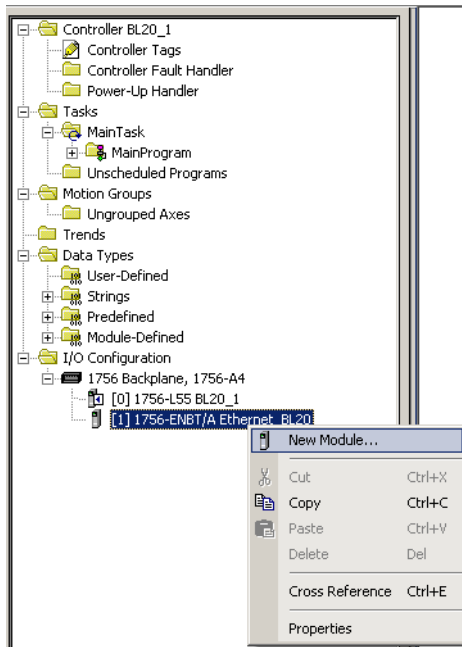 Controller BL20_1
Controller Tags
Controller Fault Handler
Power-Up Handler
Tasks
MainTask
MainProgram
Unscheduled Programs
Motion Groups
Ungrouped Axes
Trends
Data Types
User-Defined
Strings
Predefined
Module-Defined
I/O Configuration
1756 Backplane, 1756-A4
[0] 1756-L55 BL20_1
[1] 1756-ENBT/A Ethernet_BL20
New Module...
Cut Ctrl+X
Copy Ctrl+C
Paste Ctrl+V
Delete Del
Cross Reference Ctrl+E
Properties